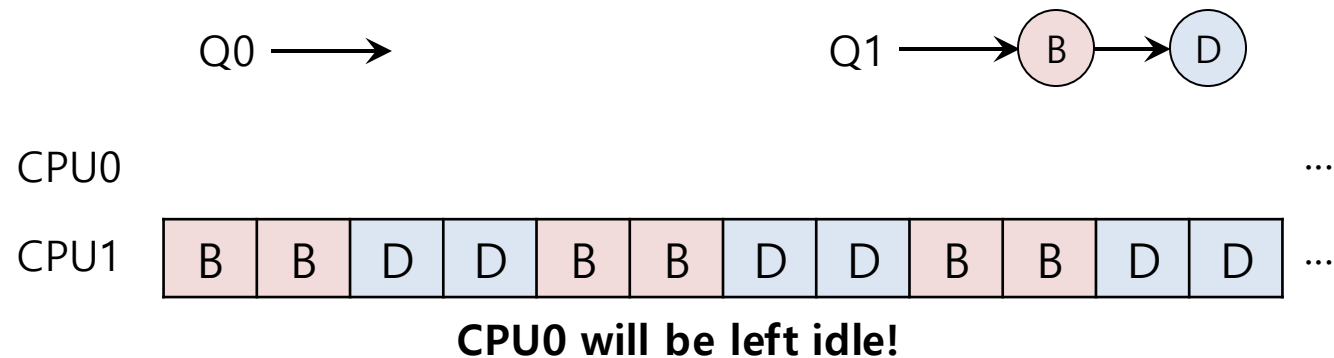 Q0 Q1 B D
CPU0 ...
CPU1 B B D D B B D D B B D D ...
CPU0 will be left idle!